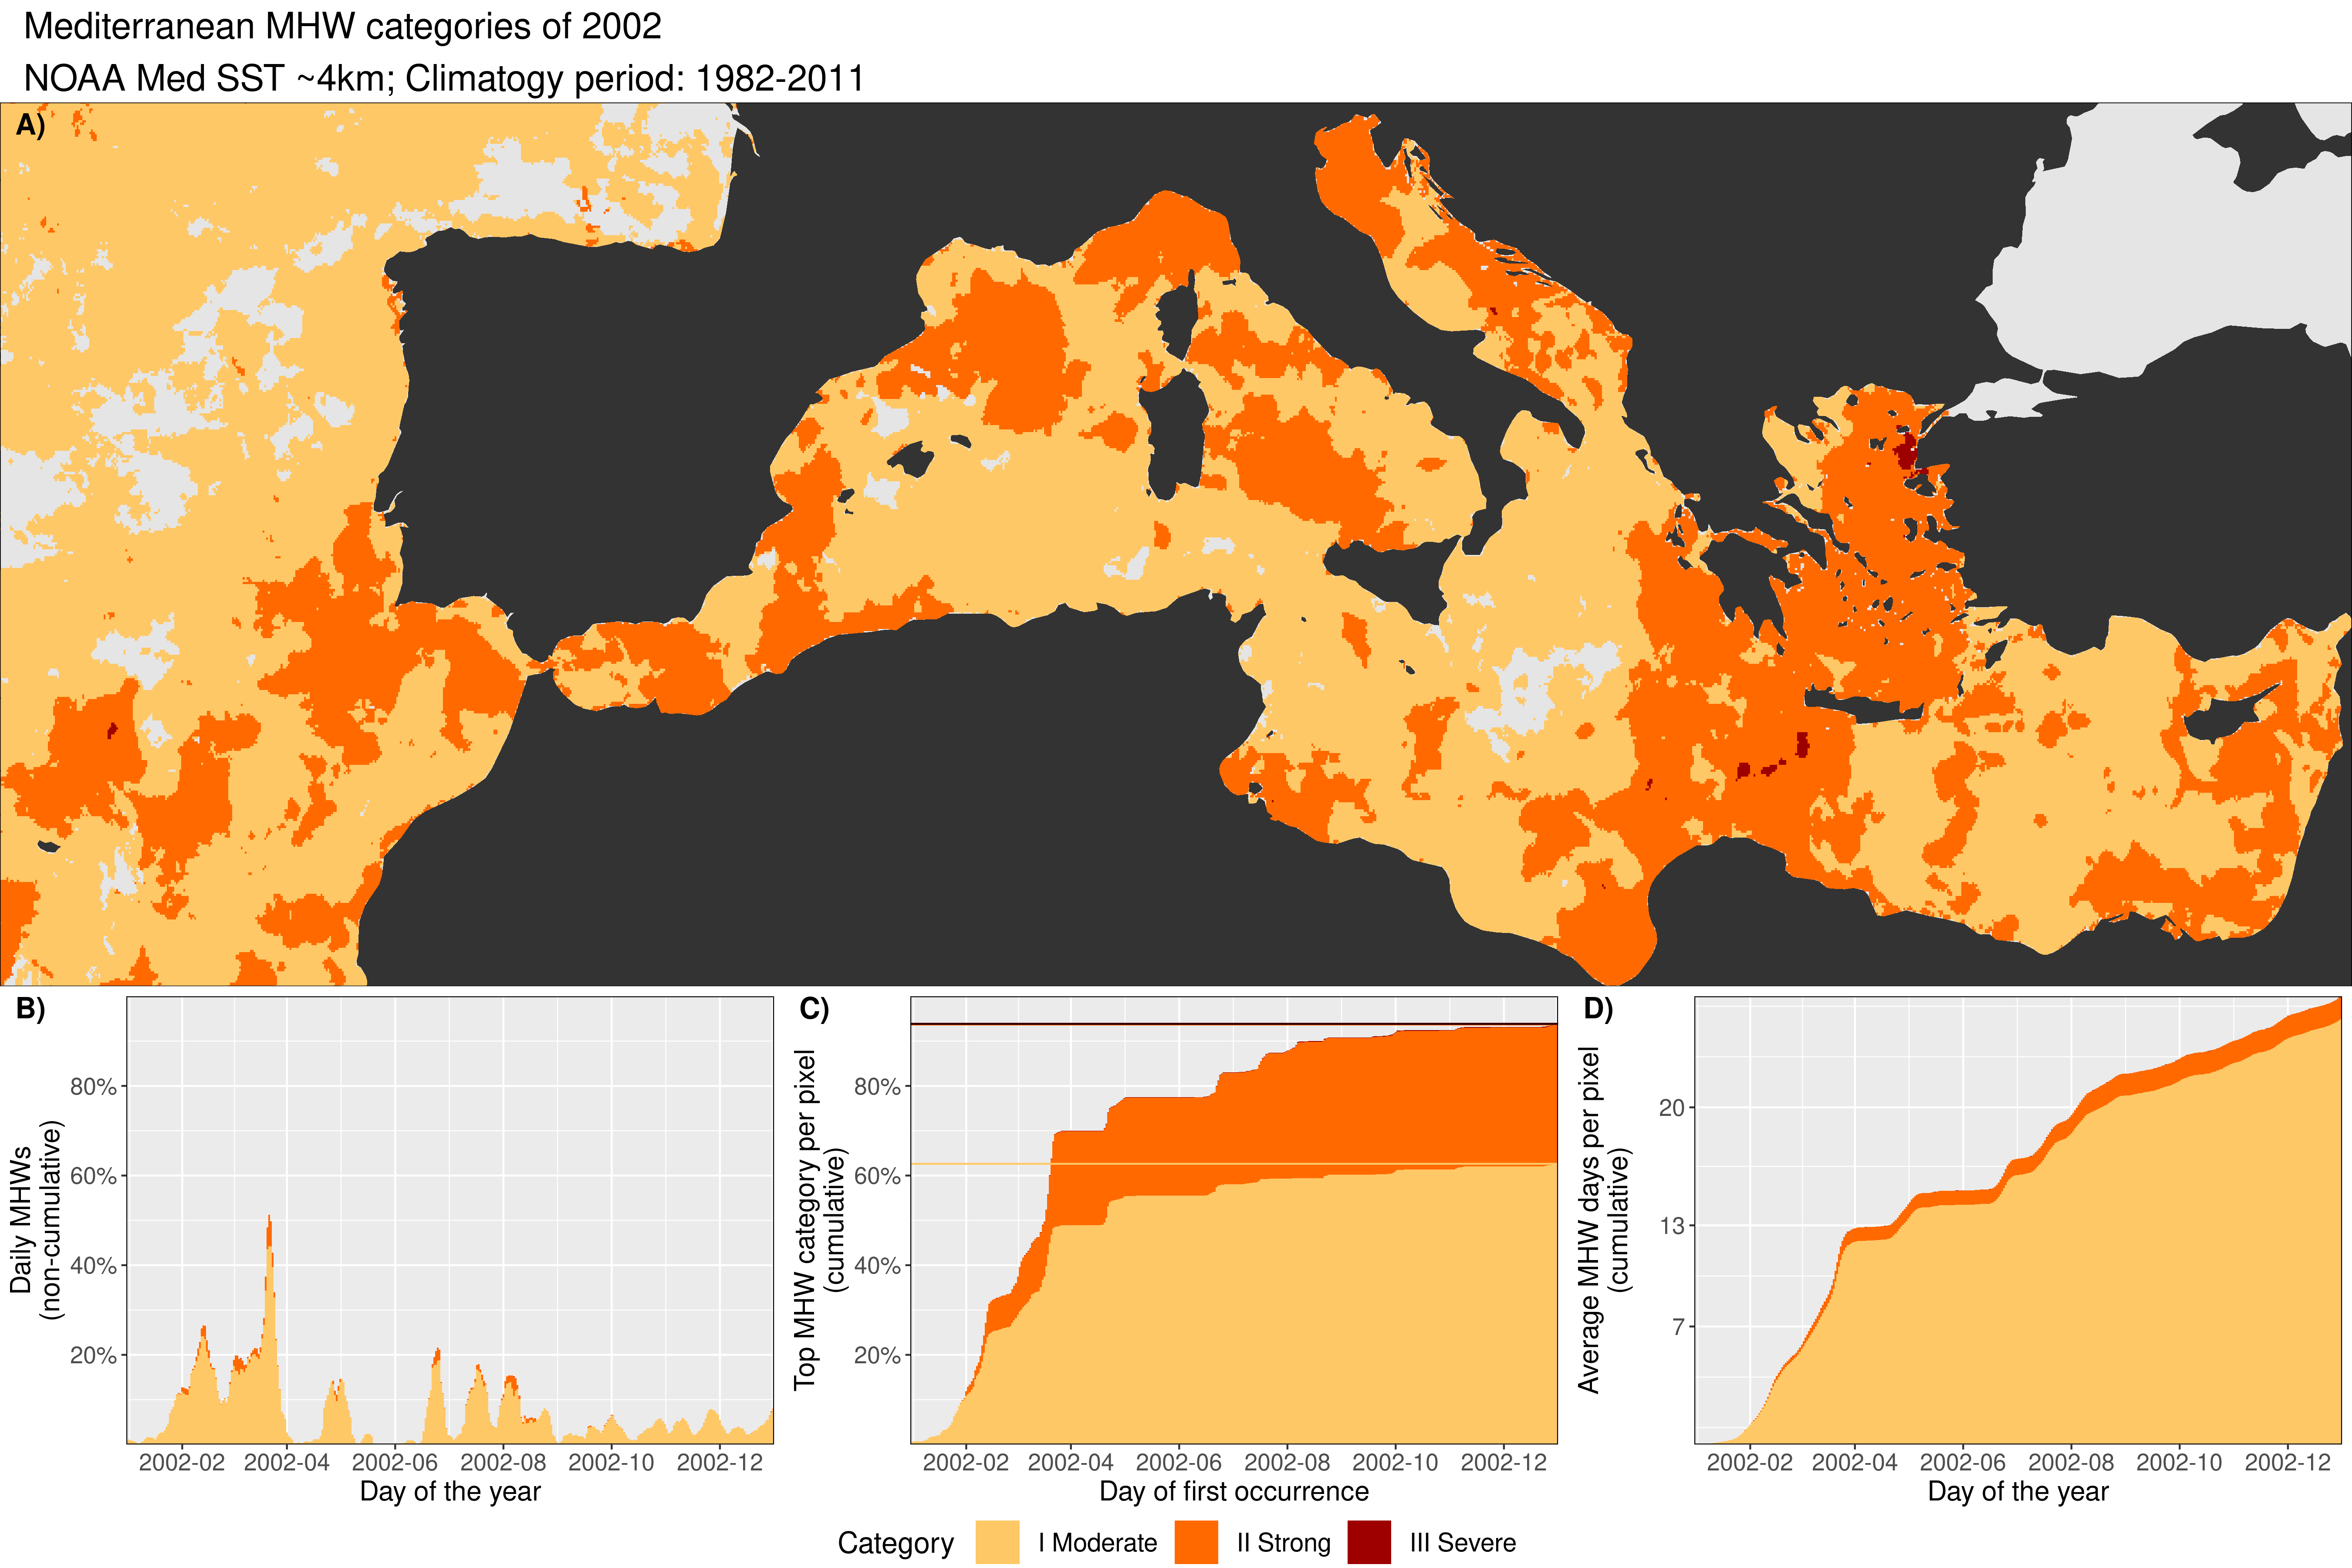 Mediterranean MHW categories of 2002
NOAA Med SST ~4km; Climatogy period: 1982-2011
A)
B)
Daily MHWs
(non-cumulative)
80%
60%
40%
20%
2002-02 2002-04 2002-06 2002-08 2002-10 2002-12
Day of the year
C)
Top MHW category per pixel
(cumulative)
80%
60%
40%
20%
2002-02 2002-04 2002-06 2002-08 2002-10 2002-12
Day of first occurrence
D)
Average MHW days per pixel
(cumulative)
20
13
7
2002-02 2002-04 2002-06 2002-08 2002-10 2002-12
Day of the year
Category I Moderate II Strong III Severe